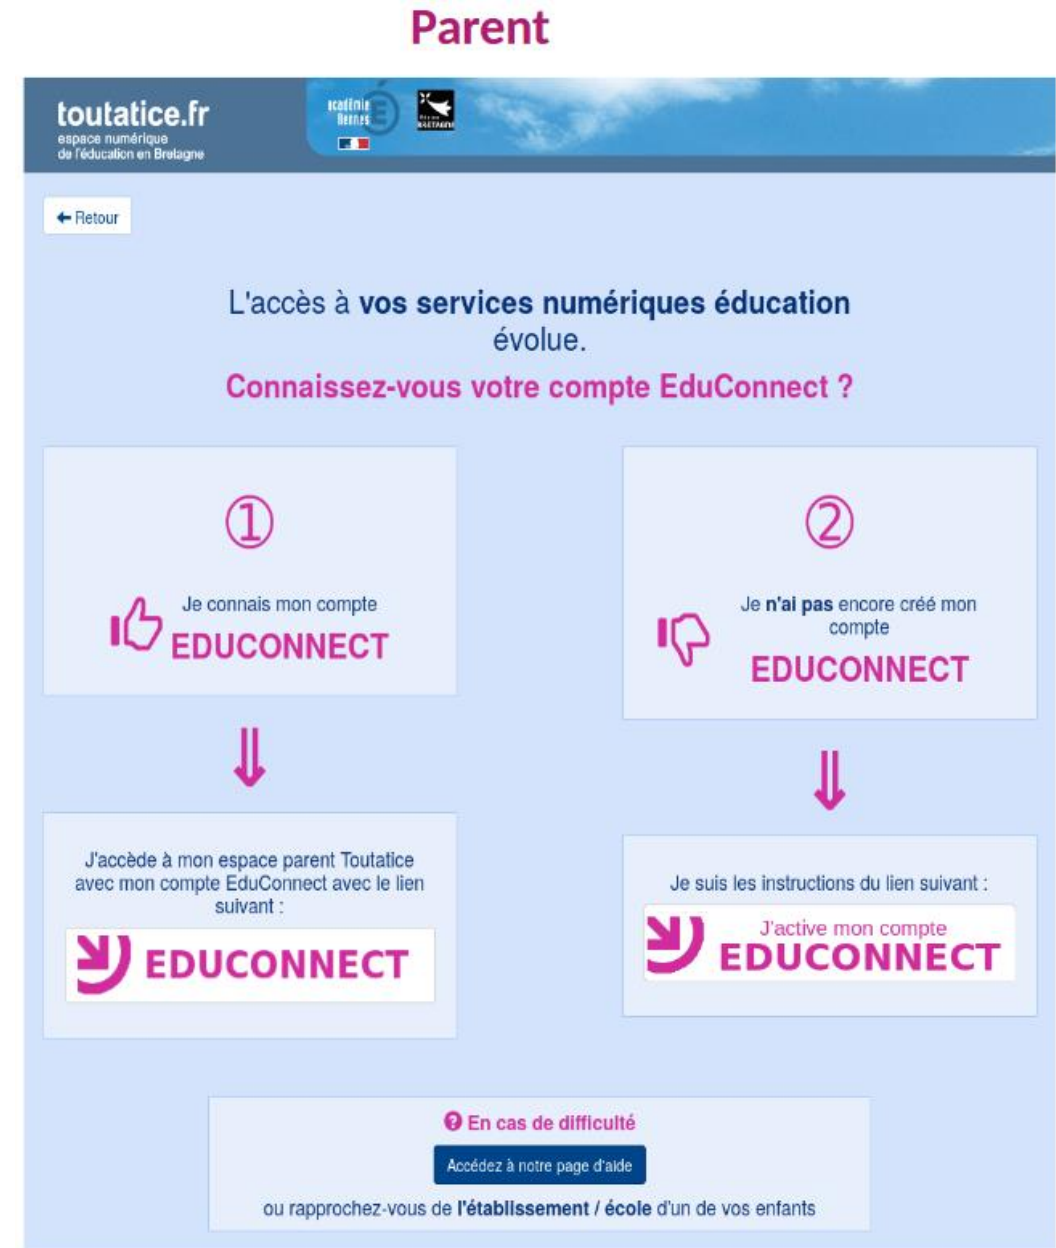 Parent
toutatice.fr
espace numérique
de l'éducation en Bretagne
académie
Rennes
BRETAGNE
Retour
L'accès à vos services numériques éducation
évolue.
Connaissez-vous votre compte EduConnect ?
1
Je connais mon compte
EDUCONNECT
2
Je n'ai pas encore créé mon
compte
EDUCONNECT
J'accède à mon espace parent Toutatice
avec mon compte EduConnect avec le lien
suivant :
EDUCONNECT
Je suis les instructions du lien suivant :
J'active mon compte
EDUCONNECT
? En cas de difficulté
Accédez à notre page d'aide
ou rapprochez-vous de l'établissement / école d'un de vos enfants